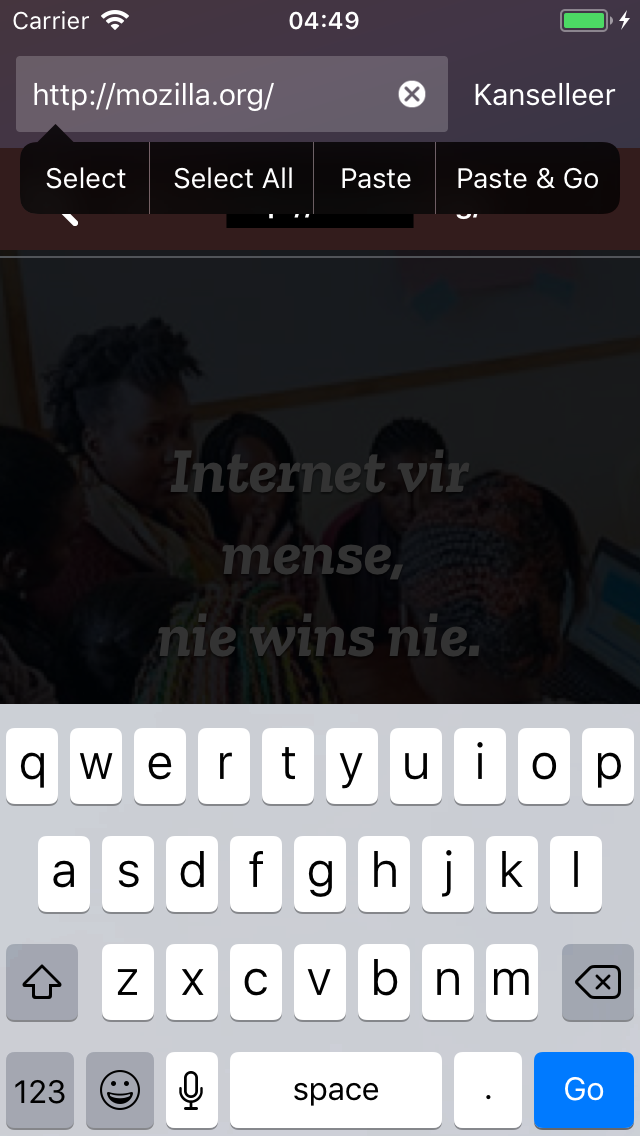 Carrier 04:49
http://mozilla.org/ Kanselleer
Select Select All Paste Paste & Go
Internet vir
mense,
nie wins nie.
q w e r t y u i o p
a s d f g h j k l
z x c v b n m
123 space . Go